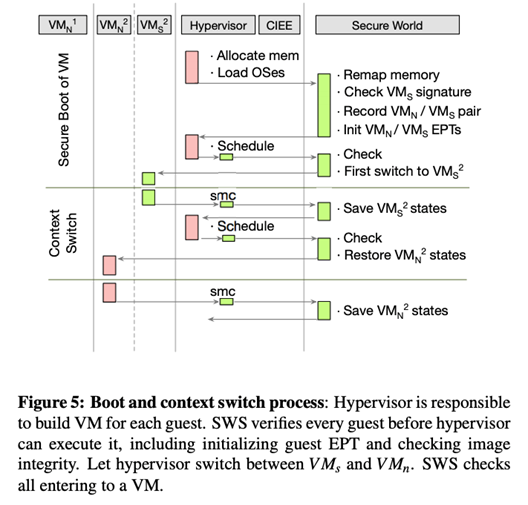 VM_N^1 VM_N^2 VM_S^2 Hypervisor CIEE Secure World
Secure Boot of VM
· Allocate mem
· Load OSes
· Remap memory
· Check VM_S signature
· Record VM_N / VM_S pair
· Init VM_N / VM_S EPTs
· Schedule
· Check
· First switch to VM_S^2
Context
Switch
smc
· Save VM_S^2 states
· Schedule
· Check
· Restore VM_N^2 states
smc
· Save VM_N^2 states
Figure 5: Boot and context switch process: Hypervisor is responsible
to build VM for each guest. SWS verifies every guest before hypervisor
can execute it, including initializing guest EPT and checking image
integrity. Let hypervisor switch between VM_s and VM_n. SWS checks
all entering to a VM.